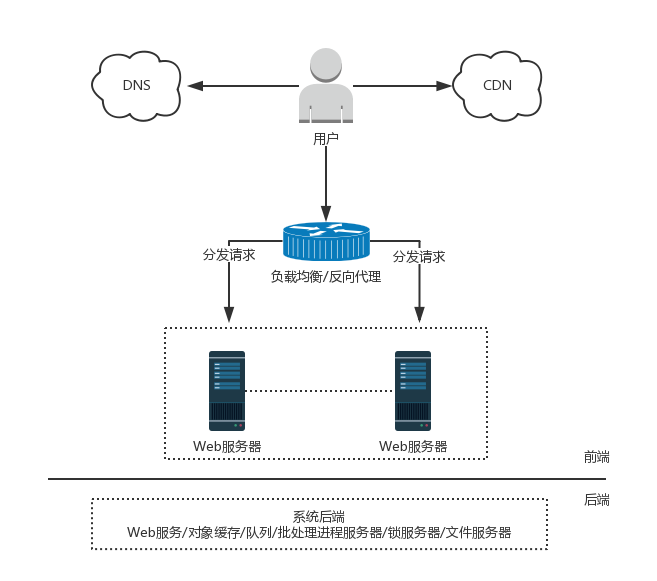 DNS
CDN
用户
分发请求
分发请求
负载均衡/反向代理
Web服务器
Web服务器
前端
后端
系统后端
Web服务/对象缓存/队列/批处理进程服务器/锁服务器/文件服务器